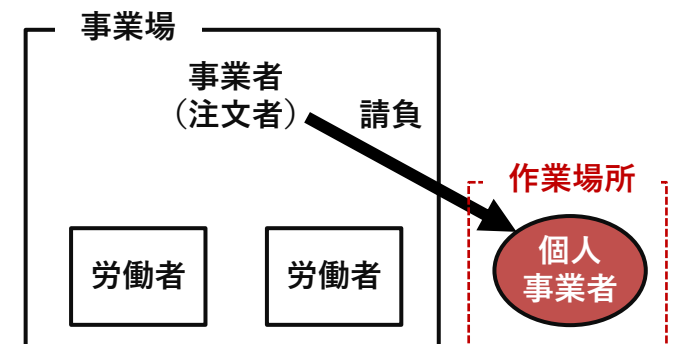 事業場
事業者
（注文者）
請負
作業場所
労働者
労働者
個人
事業者